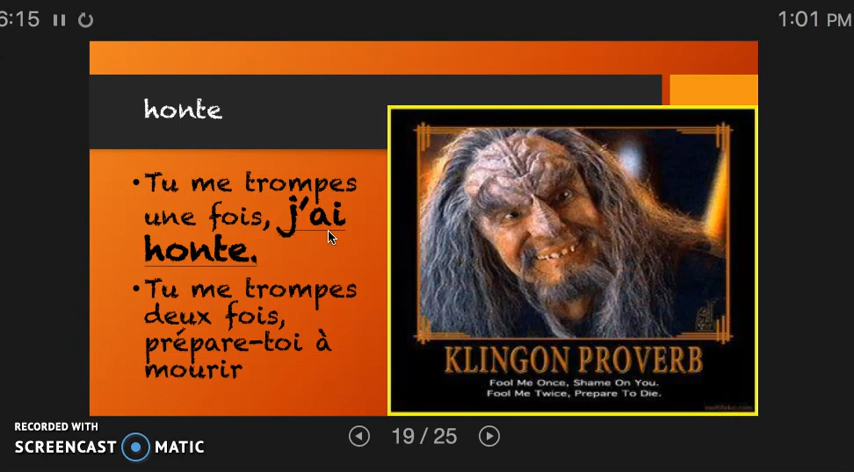 6:15
1:01 PM
honte
•Tu me trompes
une fois, j'ai
honte.
•Tu me trompes
deux fois,
prépare-toi à
mourir
KLINGON PROVERB
Fool Me Once, Shame On You.
Fool Me Twice, Prepare To Die.
RECORDED WITH
SCREENCAST MATIC
19 / 25